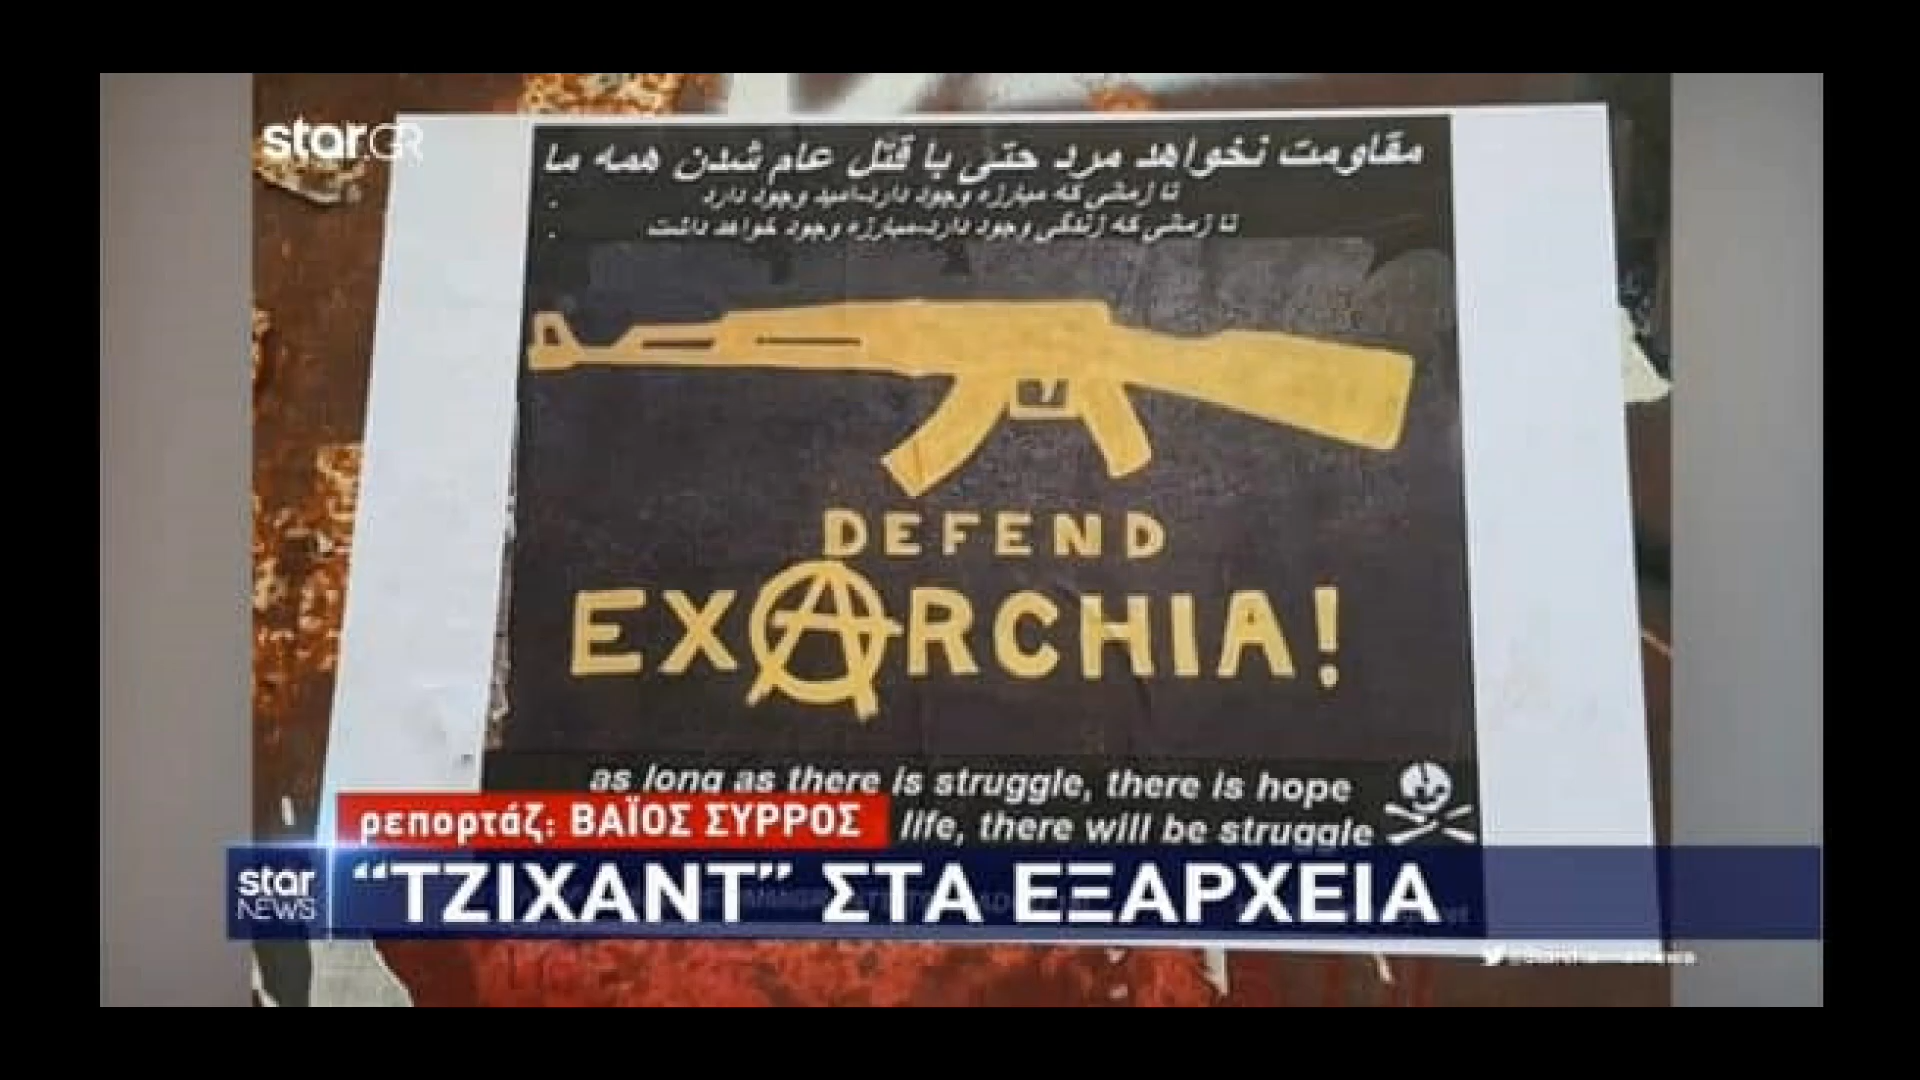 star.GR
مقاومت نخواهد مرد حتی با قتل عام شدن همه ما
تا زمانی که مبارزه وجود دارد-امید وجود دارد
.
تا زمانی که زندگی وجود دارد-مبارزه وجود خواهد داشت
.
DEFEND
EXARCHIA!
as long as there is struggle, there is hope
life, there will be struggle
ρεπορτάζ: ΒΑΪΟΣ ΣΥΡΡΟΣ
star
NEWS
“ΤΖΙΧΑΝΤ” ΣΤΑ ΕΞΑΡΧΕΙΑ